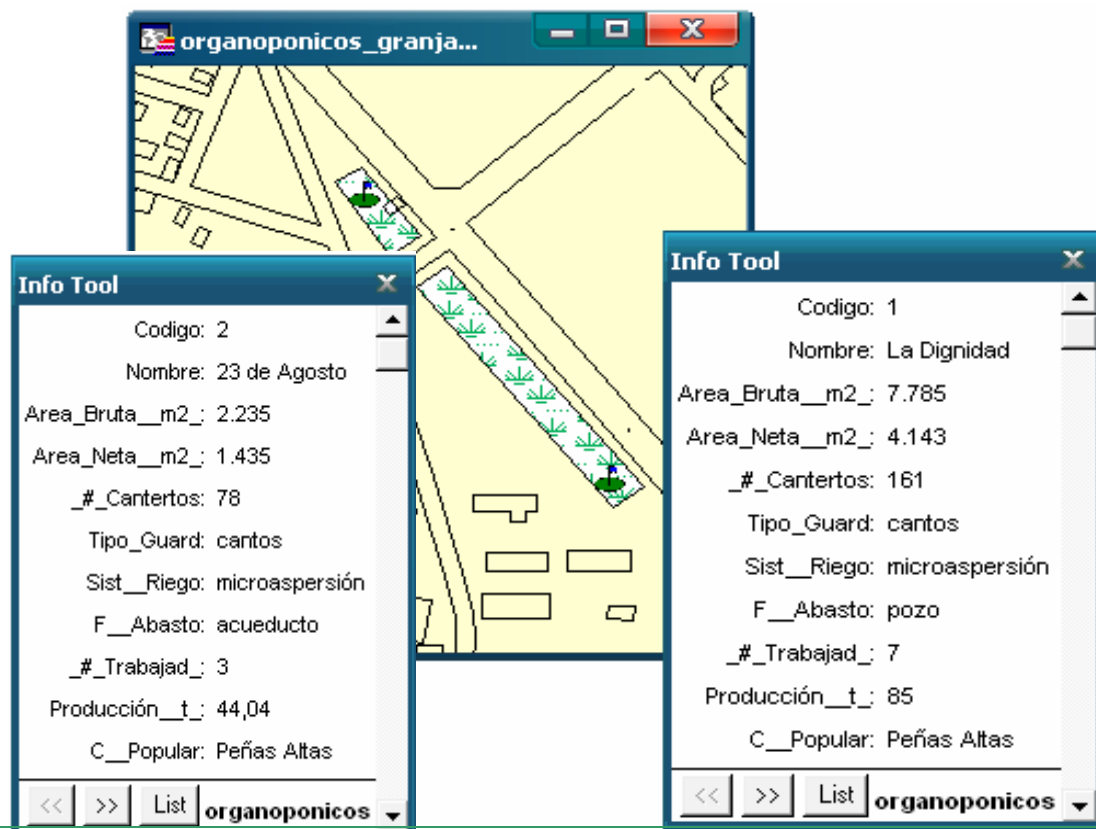 organoponicos_granja...
Info Tool
Codigo: 2
Nombre: 23 de Agosto
Area_Bruta__m2_: 2.235
Area_Neta__m2_: 1.435
_#_Cantertos: 78
Tipo_Guard: cantos
Sist__Riego: microaspersión
F__Abasto: acueducto
_#_Trabajad_: 3
Producción__t_: 44,04
C__Popular: Peñas Altas
<< >> List organoponicos
Info Tool
Codigo: 1
Nombre: La Dignidad
Area_Bruta__m2_: 7.785
Area_Neta__m2_: 4.143
_#_Cantertos: 161
Tipo_Guard: cantos
Sist__Riego: microaspersión
F__Abasto: pozo
_#_Trabajad_: 7
Producción__t_: 85
C__Popular: Peñas Altas
<< >> List organoponicos